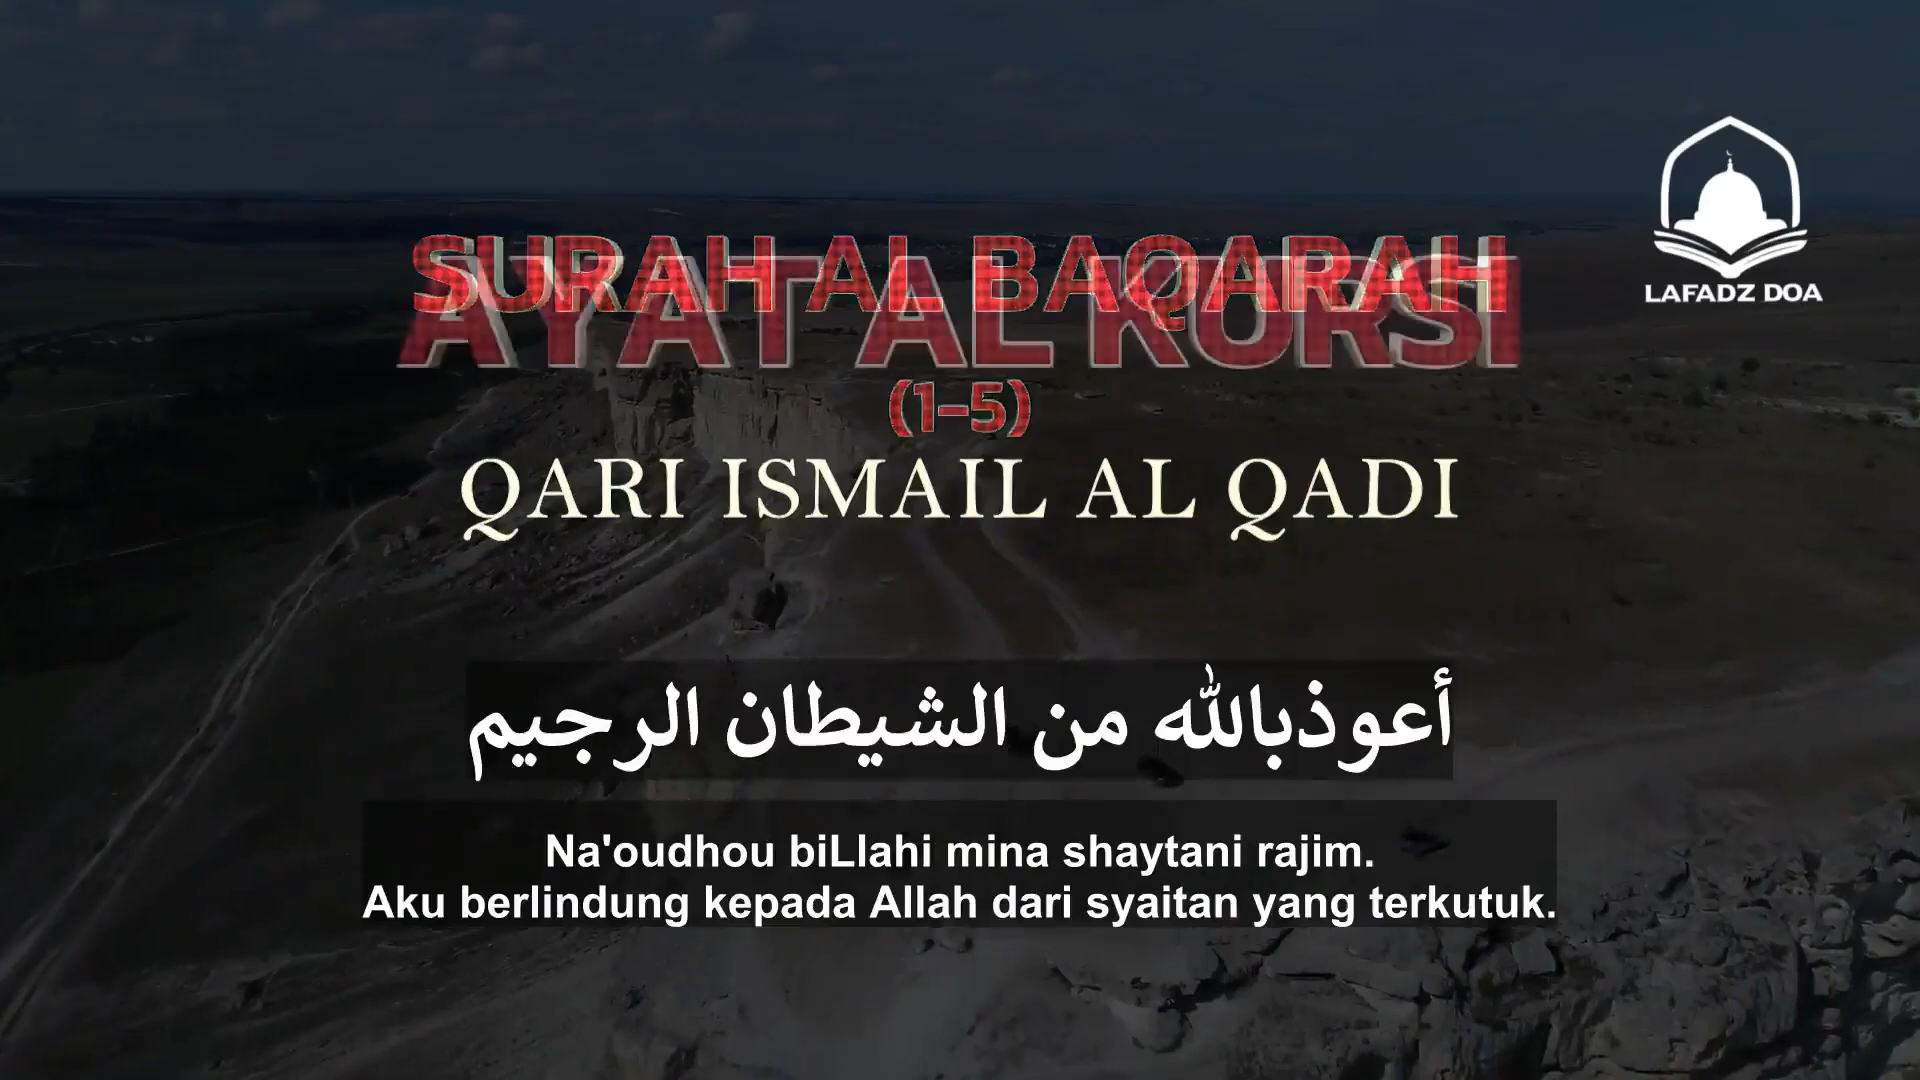 SURAH AL BAQARAH
AYAT AL KURSI
(1-5)
QARI ISMAIL AL QADI
LAFADZ DOA
أعوذبالله من الشيطان الرجيم
Na'oudhou biLlahi mina shaytani rajim.
Aku berlindung kepada Allah dari syaitan yang terkutuk.